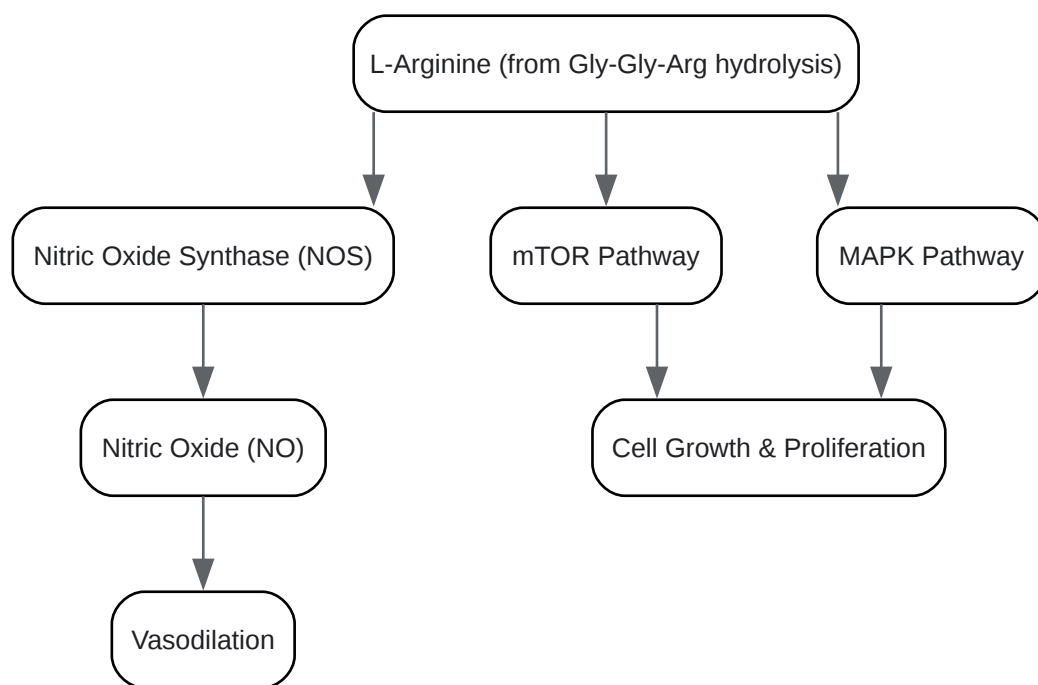 L-Arginine (from Gly-Gly-Arg hydrolysis)
Nitric Oxide Synthase (NOS)
mTOR Pathway
MAPK Pathway
Nitric Oxide (NO)
Cell Growth & Proliferation
Vasodilation